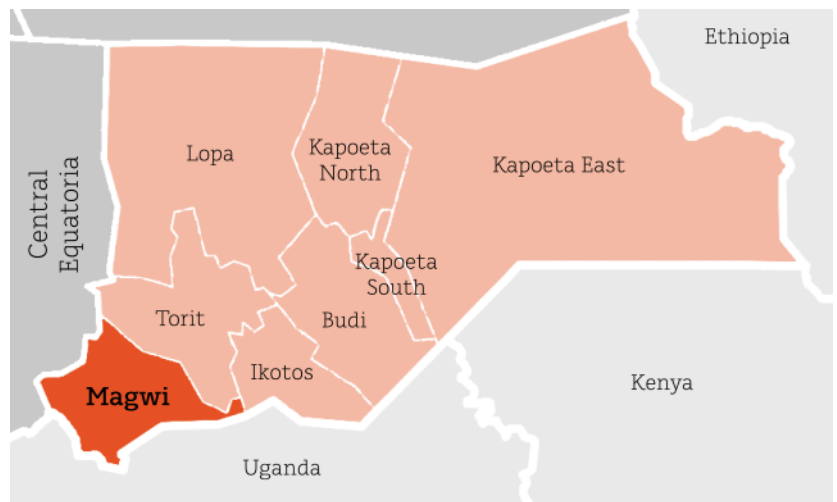 Ethiopia
Central
Equatoria
Lopa
Kapoeta
North
Kapoeta East
Kapoeta
South
Torit
Budi
Ikotos
Magwi
Kenya
Uganda